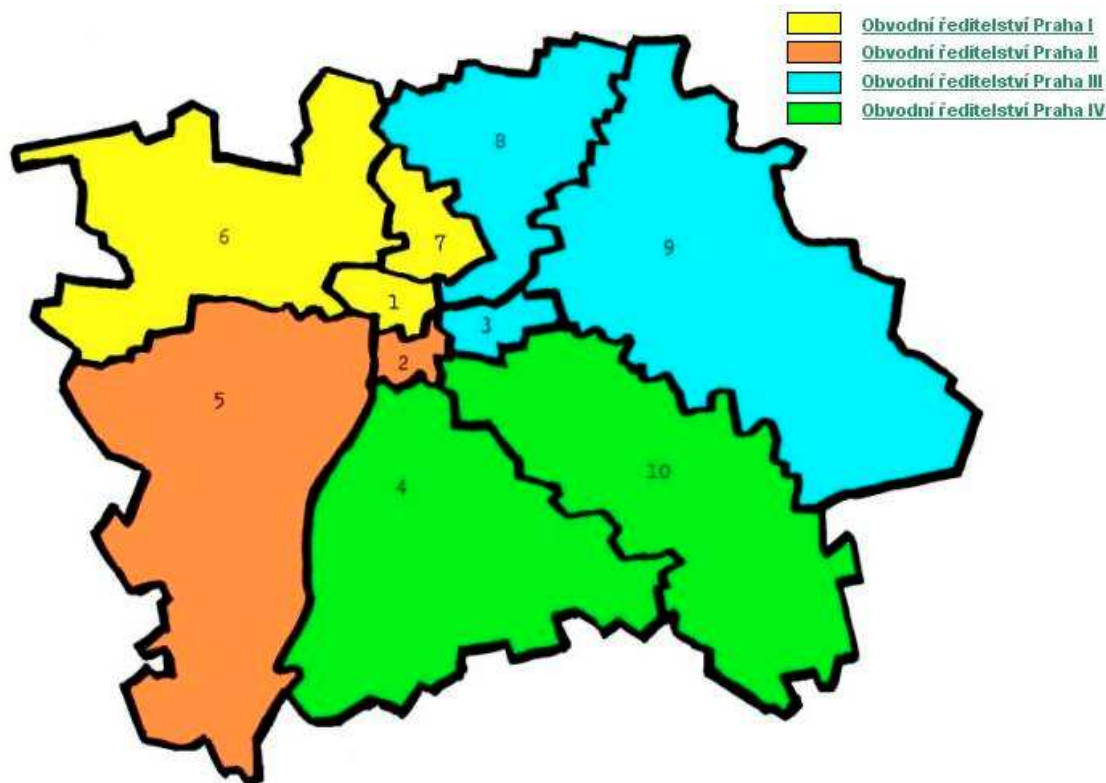 Obvodní ředitelství Praha I
Obvodní ředitelství Praha II
Obvodní ředitelství Praha III
Obvodní ředitelství Praha IV
8
6
7
9
1
3
2
5
4
10